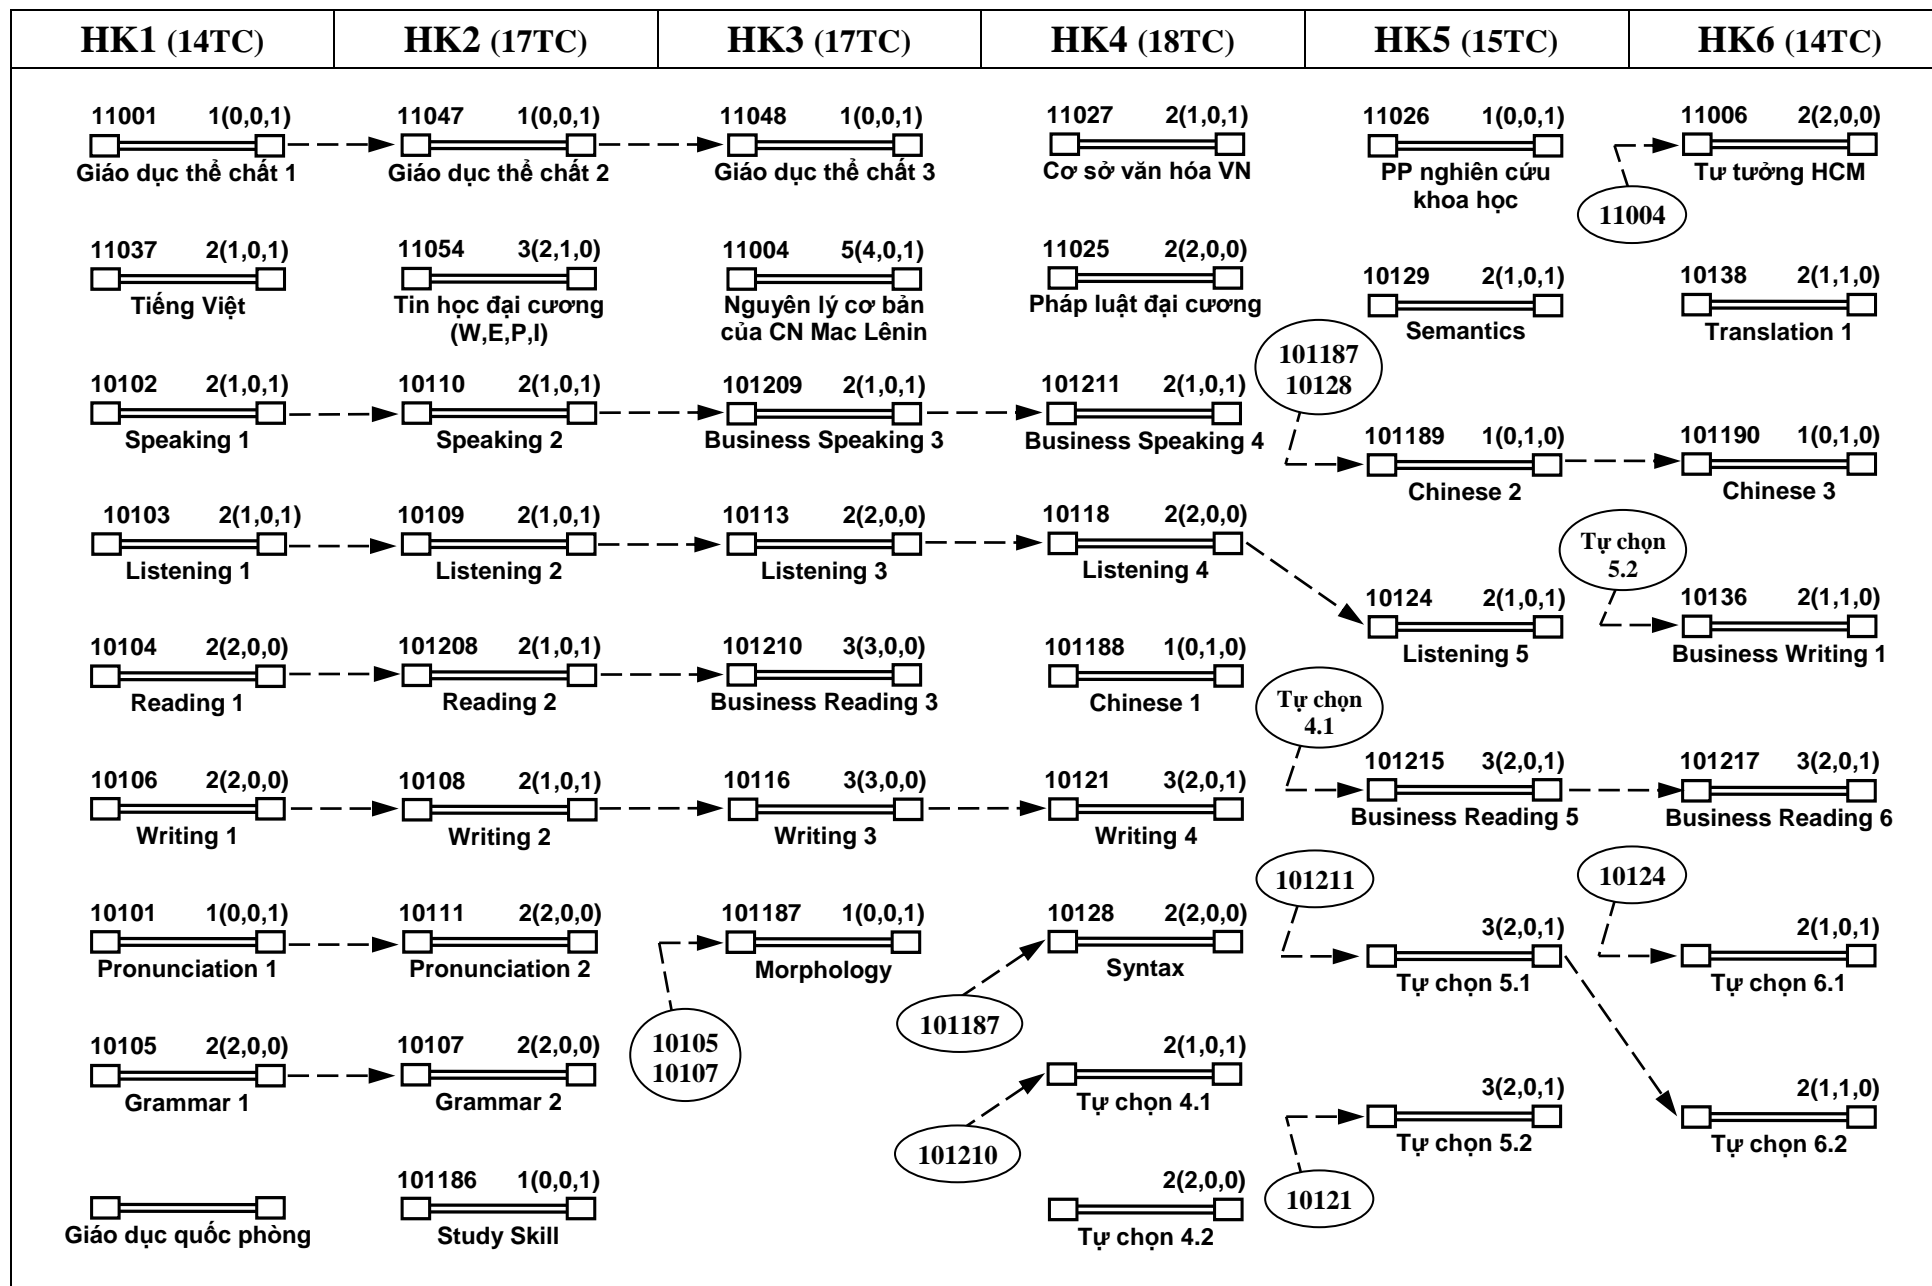 HK1 (14TC) HK2 (17TC) HK3 (17TC) HK4 (18TC) HK5 (15TC) HK6 (14TC)
11001 1(0,0,1)
Giáo dục thể chất 1
11037 2(1,0,1)
Tiếng Việt
10102 2(1,0,1)
Speaking 1
10103 2(1,0,1)
Listening 1
10104 2(2,0,0)
Reading 1
10106 2(2,0,0)
Writing 1
10101 1(0,0,1)
Pronunciation 1
10105 2(2,0,0)
Grammar 1
Giáo dục quốc phòng
11047 1(0,0,1)
Giáo dục thể chất 2
11054 3(2,1,0)
Tin học đại cương
(W,E,P,I)
10110 2(1,0,1)
Speaking 2
10109 2(1,0,1)
Listening 2
101208 2(1,0,1)
Reading 2
10108 2(1,0,1)
Writing 2
10111 2(2,0,0)
Pronunciation 2
10107 2(2,0,0)
Grammar 2
101186 1(0,0,1)
Study Skill
11048 1(0,0,1)
Giáo dục thể chất 3
11004 5(4,0,1)
Nguyên lý cơ bản
của CN Mac Lênin
101209 2(1,0,1)
Business Speaking 3
10113 2(2,0,0)
Listening 3
101210 3(3,0,0)
Business Reading 3
10116 3(3,0,0)
Writing 3
101187 1(0,0,1)
Morphology
10105
10107
11027 2(1,0,1)
Cơ sở văn hóa VN
11025 2(2,0,0)
Pháp luật đại cương
101211 2(1,0,1)
Business Speaking 4
10118 2(2,0,0)
Listening 4
101188 1(0,1,0)
Chinese 1
10121 3(2,0,1)
Writing 4
10128 2(2,0,0)
Syntax
101187
2(1,0,1)
Tự chọn 4.1
101210
2(2,0,0)
Tự chọn 4.2
11026 1(0,0,1)
PP nghiên cứu
khoa học
10129 2(1,0,1)
Semantics
101187
10128
101189 1(0,1,0)
Chinese 2
10124 2(1,0,1)
Listening 5
Tự chọn
4.1
101215 3(2,0,1)
Business Reading 5
101211
3(2,0,1)
Tự chọn 5.1
3(2,0,1)
Tự chọn 5.2
10121
11006 2(2,0,0)
Tư tưởng HCM
11004
10138 2(1,1,0)
Translation 1
101190 1(0,1,0)
Chinese 3
Tự chọn
5.2
10136 2(1,1,0)
Business Writing 1
101217 3(2,0,1)
Business Reading 6
10124
2(1,0,1)
Tự chọn 6.1
2(1,1,0)
Tự chọn 6.2